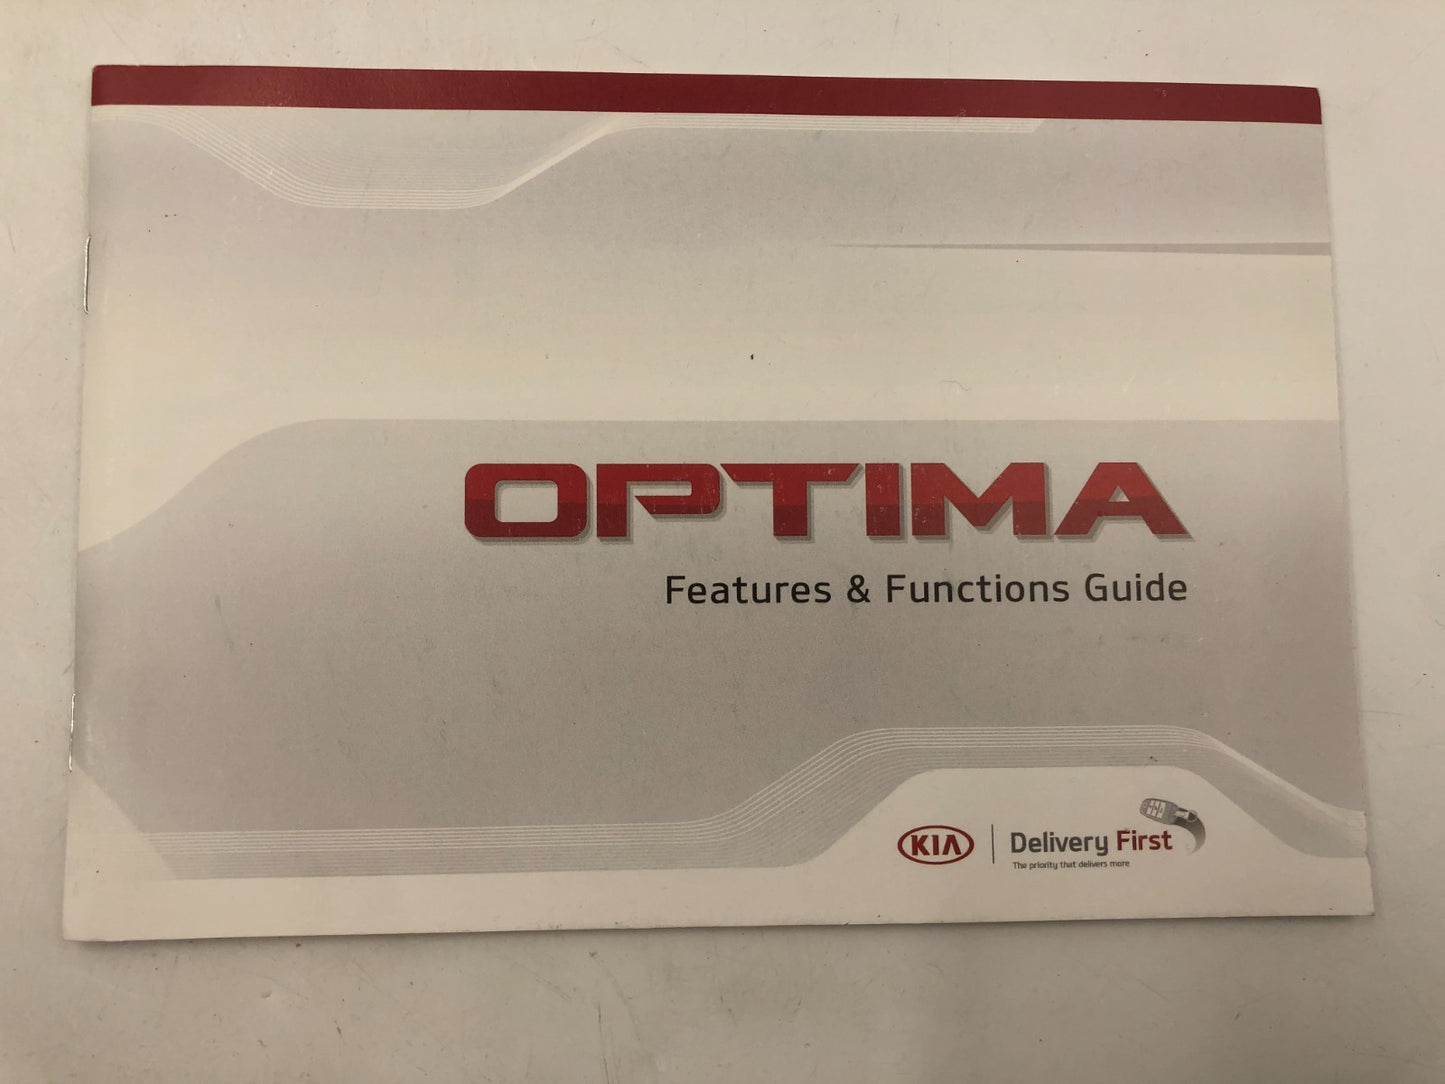 OPTIMA
Features & Functions Guide
KIA
Delivery First
The priority that delivers more